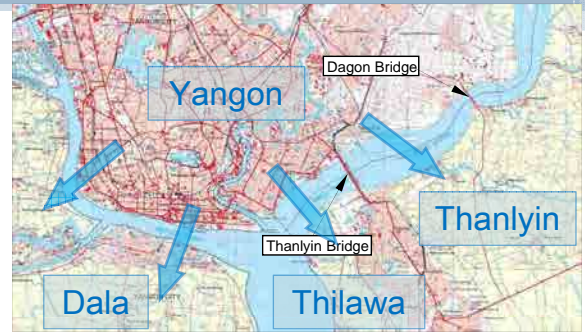 Dagon Bridge
Yangon
Thanlyin
Thanlyin Bridge
Dala
Thilawa